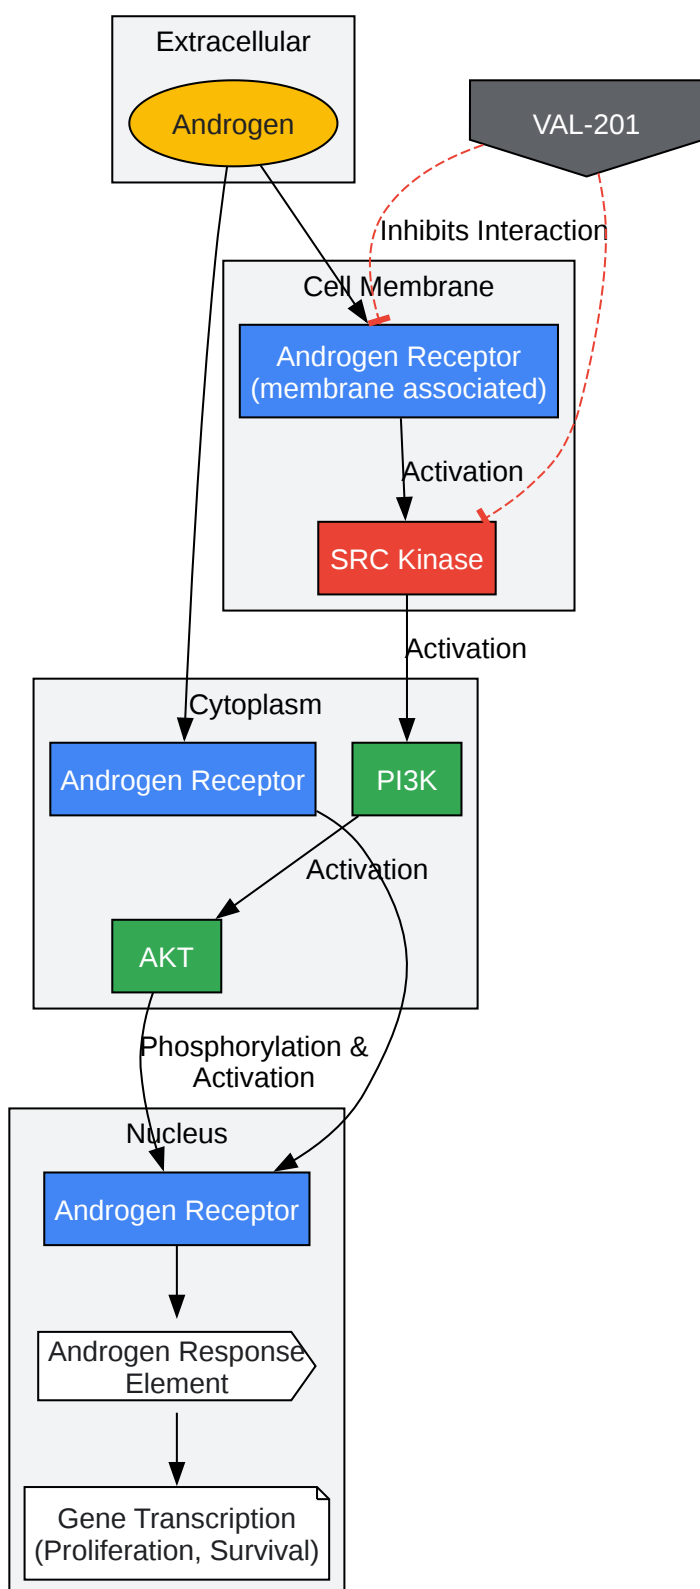 Extracellular
Androgen
VAL-201
Inhibits Interaction
Cell Membrane
Androgen Receptor
(membrane associated)
Activation
SRC Kinase
Activation
Cytoplasm
Androgen Receptor
PI3K
Activation
AKT
Phosphorylation &
Activation
Nucleus
Androgen Receptor
Androgen Response
Element
Gene Transcription
(Proliferation, Survival)